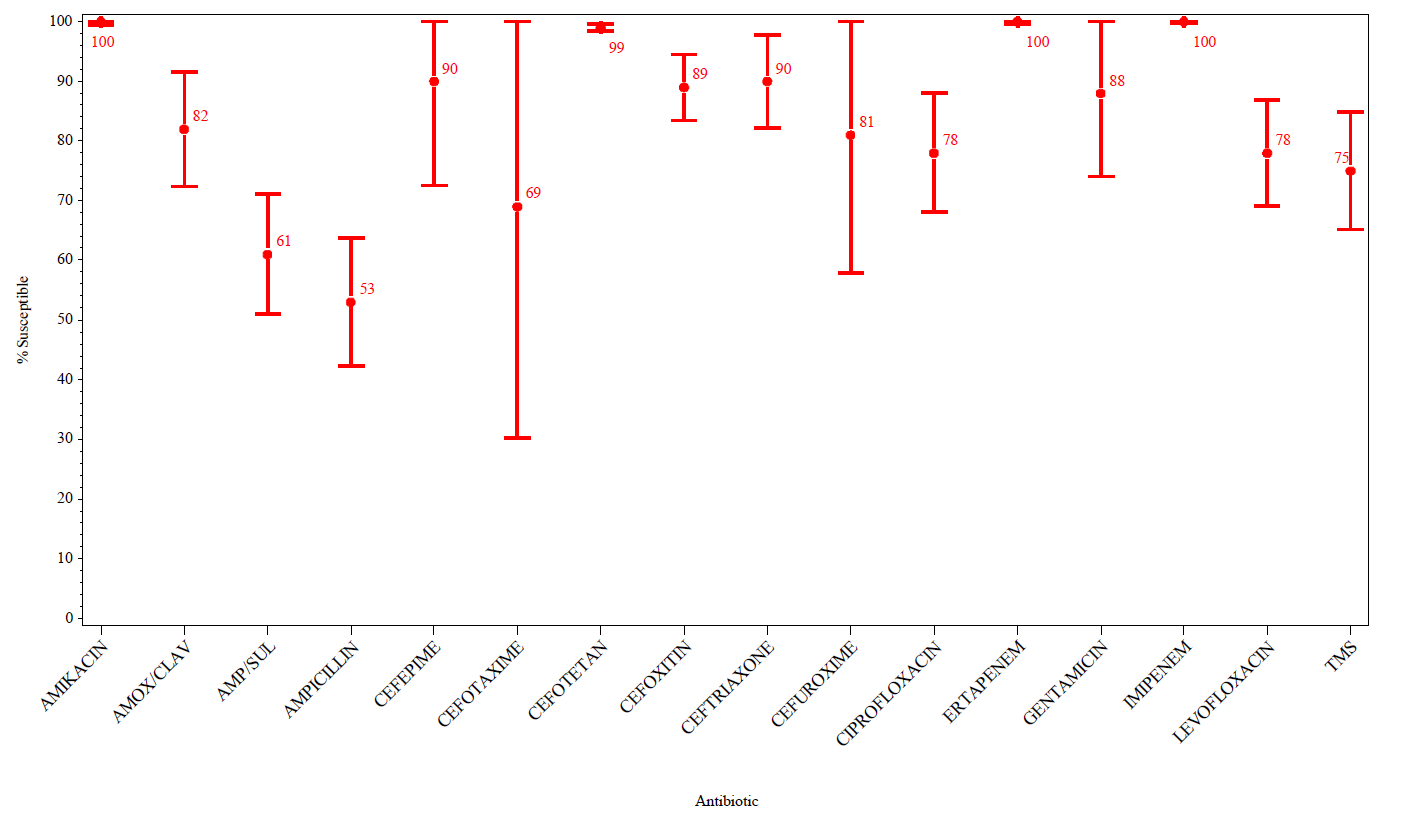 100
90
80
70
60
50
40
30
20
10
0
% Susceptible
100
82
61
53
90
69
99
89
90
81
78
100
88
100
78
75
AMIKACIN
AMOX/CLAV
AMP/SUL
AMPICILLIN
CEFEPIME
CEFOTAXIME
CEFOTETAN
CEFOXITIN
CEFTRIAXONE
CEFUROXIME
CIPROFLOXACIN
ERTAPENEM
GENTAMICIN
IMIPENEM
LEVOFLOXACIN
TMS
Antibiotic